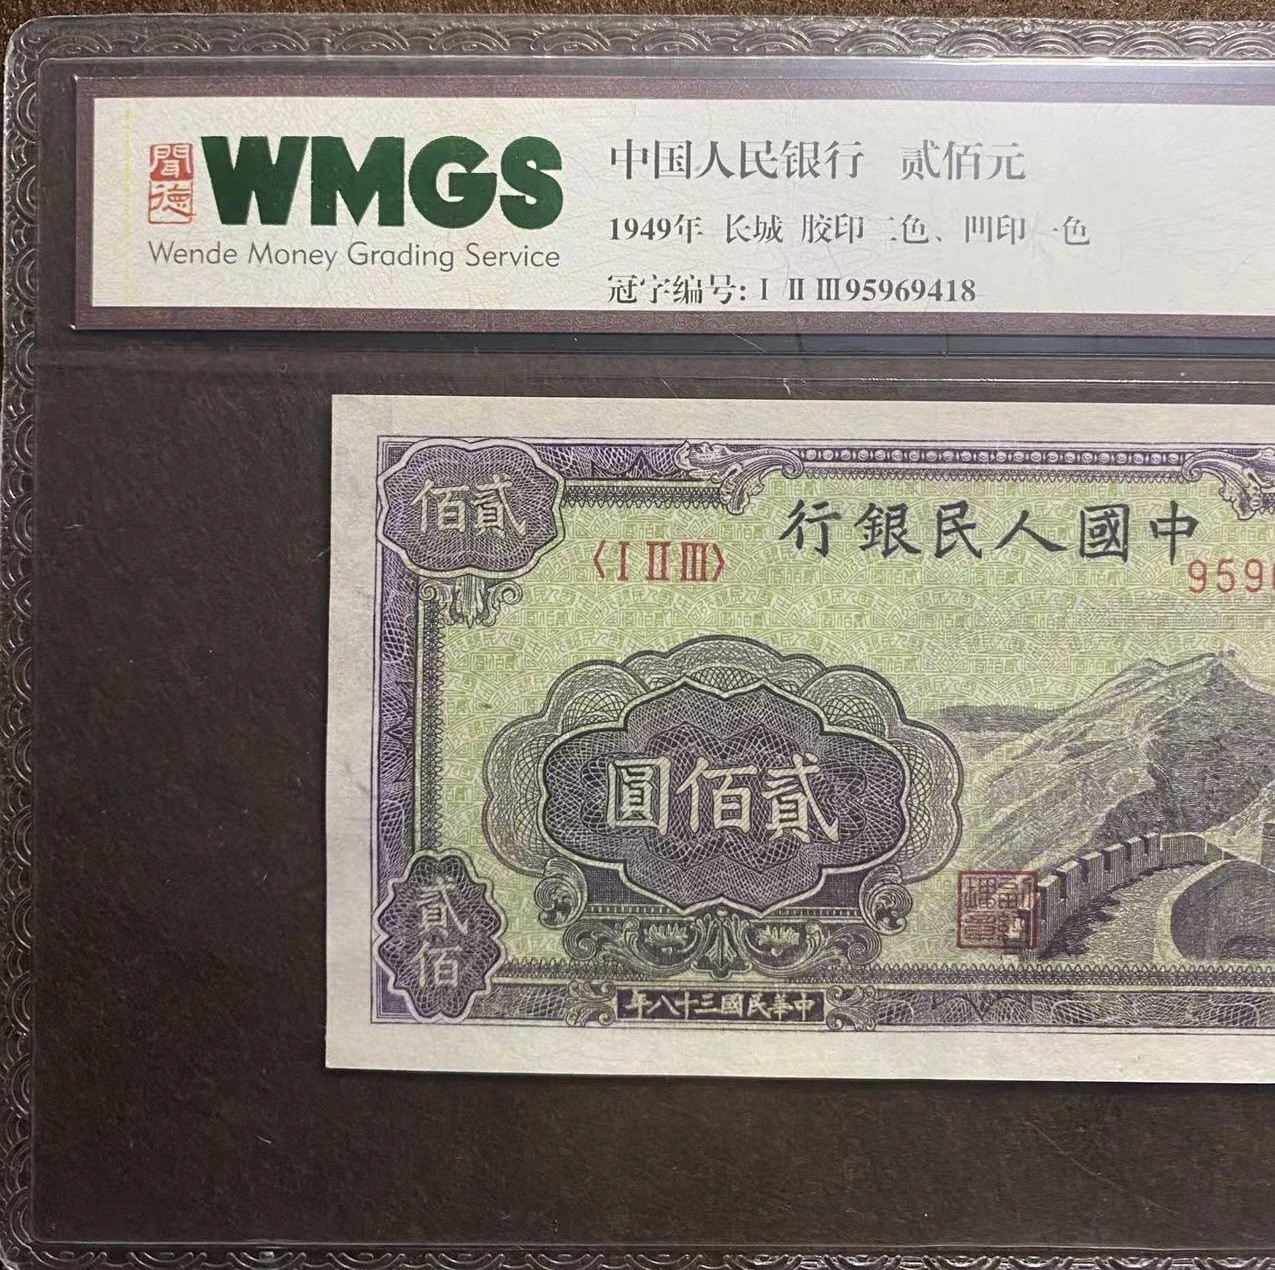 聞德
WMGS
Wende Money Grading Service
中国人民银行 贰佰元
1949年 长城 胶印二色、凹印一色
冠字编号: Ⅰ Ⅱ Ⅲ95969418
貳佰
行銀民人國中
〈Ⅰ Ⅱ Ⅲ〉
959
圓佰貳
貳佰
年八十三國民華中